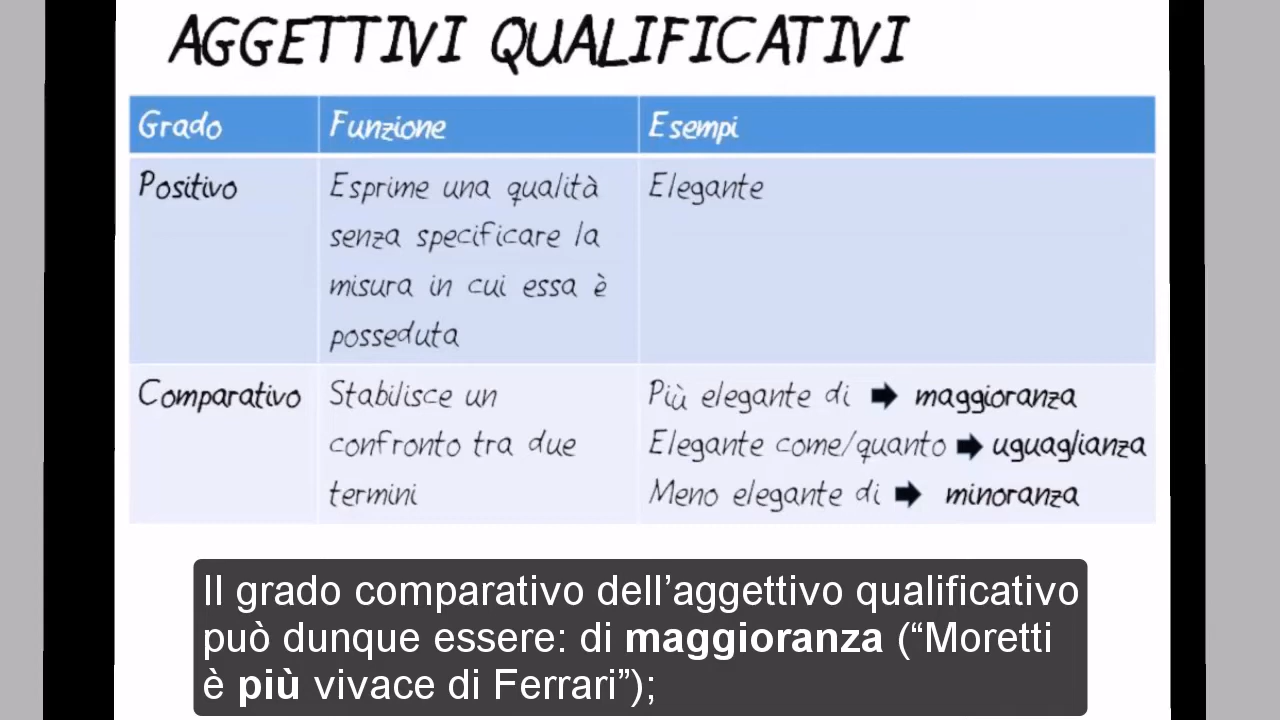 AGGETTIVI QUALIFICATIVI
Grado Funzione Esempi
Positivo Esprime una qualità Elegante
senza specificare la
misura in cui essa è
posseduta
Comparativo Stabilisce un Più elegante di maggioranza
confronto tra due Elegante come/quanto uguaglianza
termini Meno elegante di minoranza
Il grado comparativo dell’aggettivo qualificativo
può dunque essere: di maggioranza (“Moretti
è più vivace di Ferrari”);